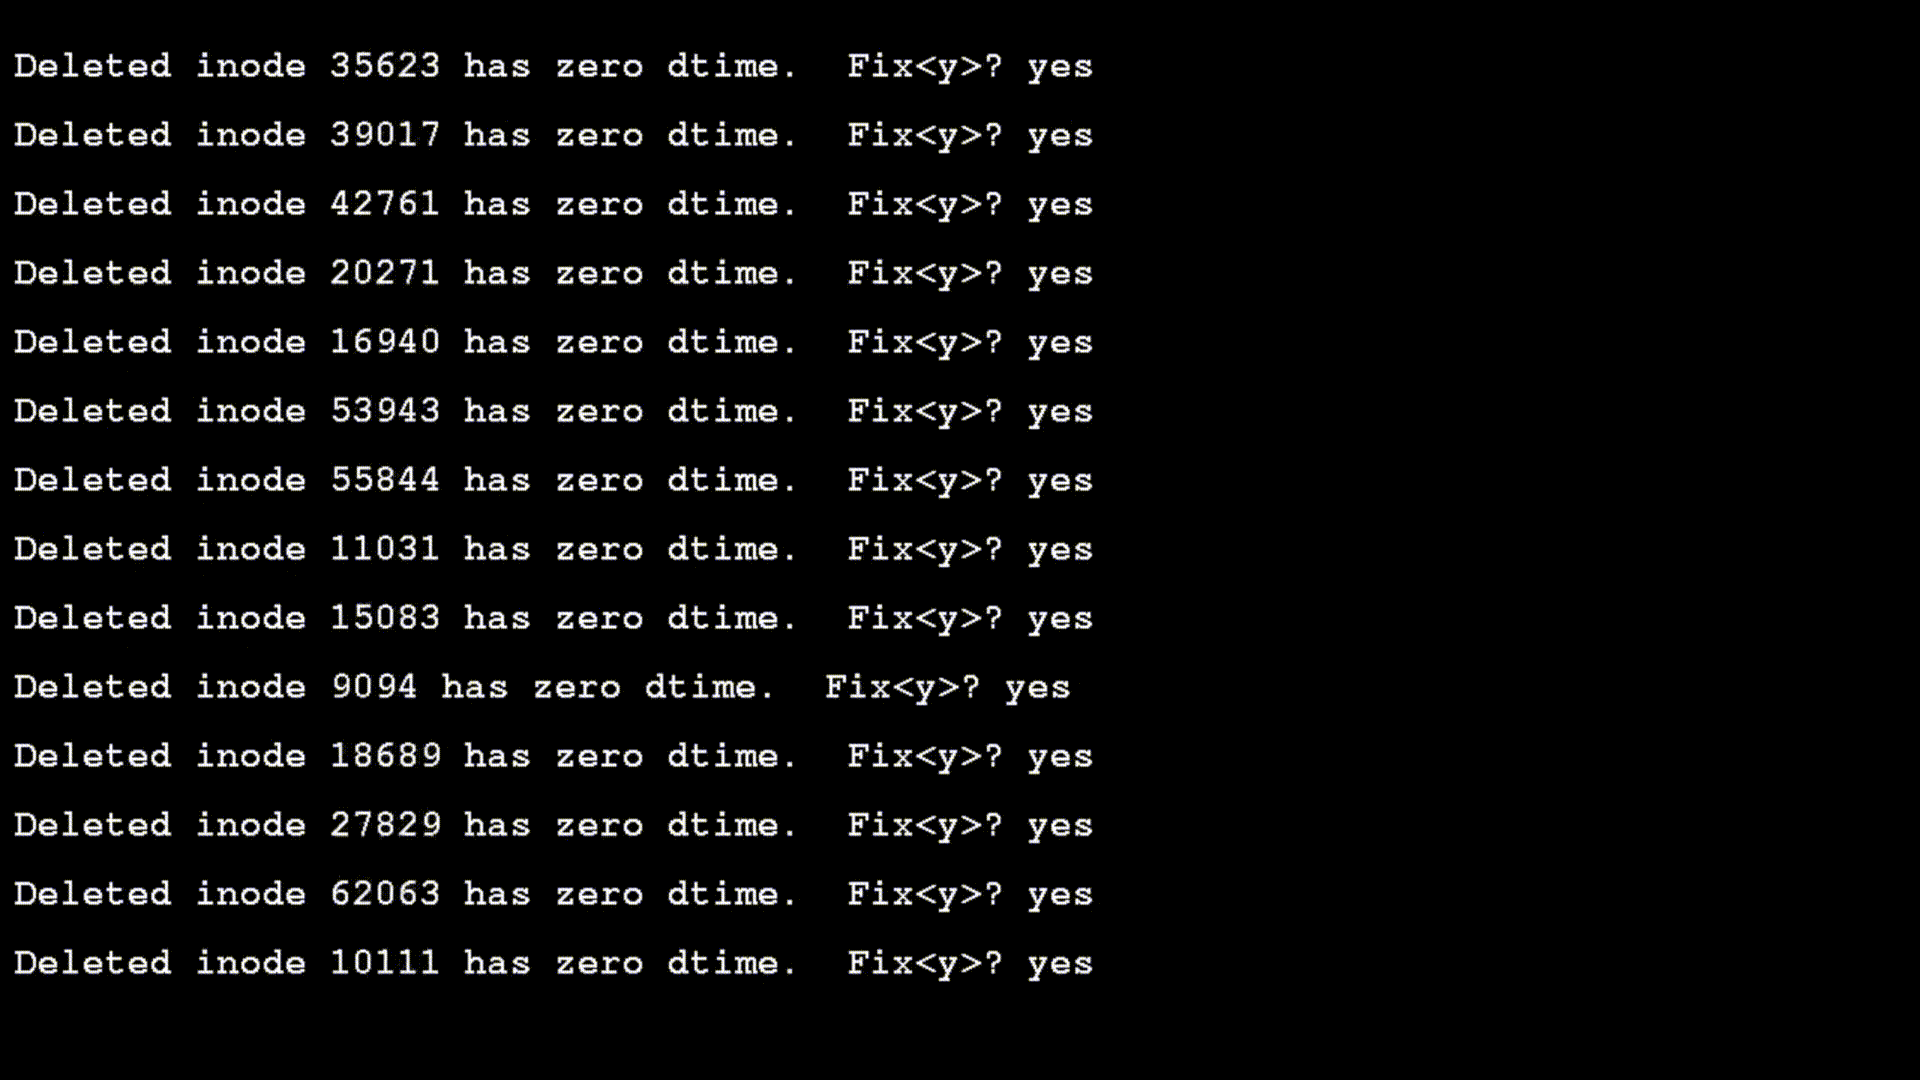 Deleted inode 35623 has zero dtime.  Fix<y>? yes
Deleted inode 39017 has zero dtime.  Fix<y>? yes
Deleted inode 42761 has zero dtime.  Fix<y>? yes
Deleted inode 20271 has zero dtime.  Fix<y>? yes
Deleted inode 16940 has zero dtime.  Fix<y>? yes
Deleted inode 53943 has zero dtime.  Fix<y>? yes
Deleted inode 55844 has zero dtime.  Fix<y>? yes
Deleted inode 11031 has zero dtime.  Fix<y>? yes
Deleted inode 15083 has zero dtime.  Fix<y>? yes
Deleted inode 9094 has zero dtime.  Fix<y>? yes
Deleted inode 18689 has zero dtime.  Fix<y>? yes
Deleted inode 27829 has zero dtime.  Fix<y>? yes
Deleted inode 62063 has zero dtime.  Fix<y>? yes
Deleted inode 10111 has zero dtime.  Fix<y>? yes